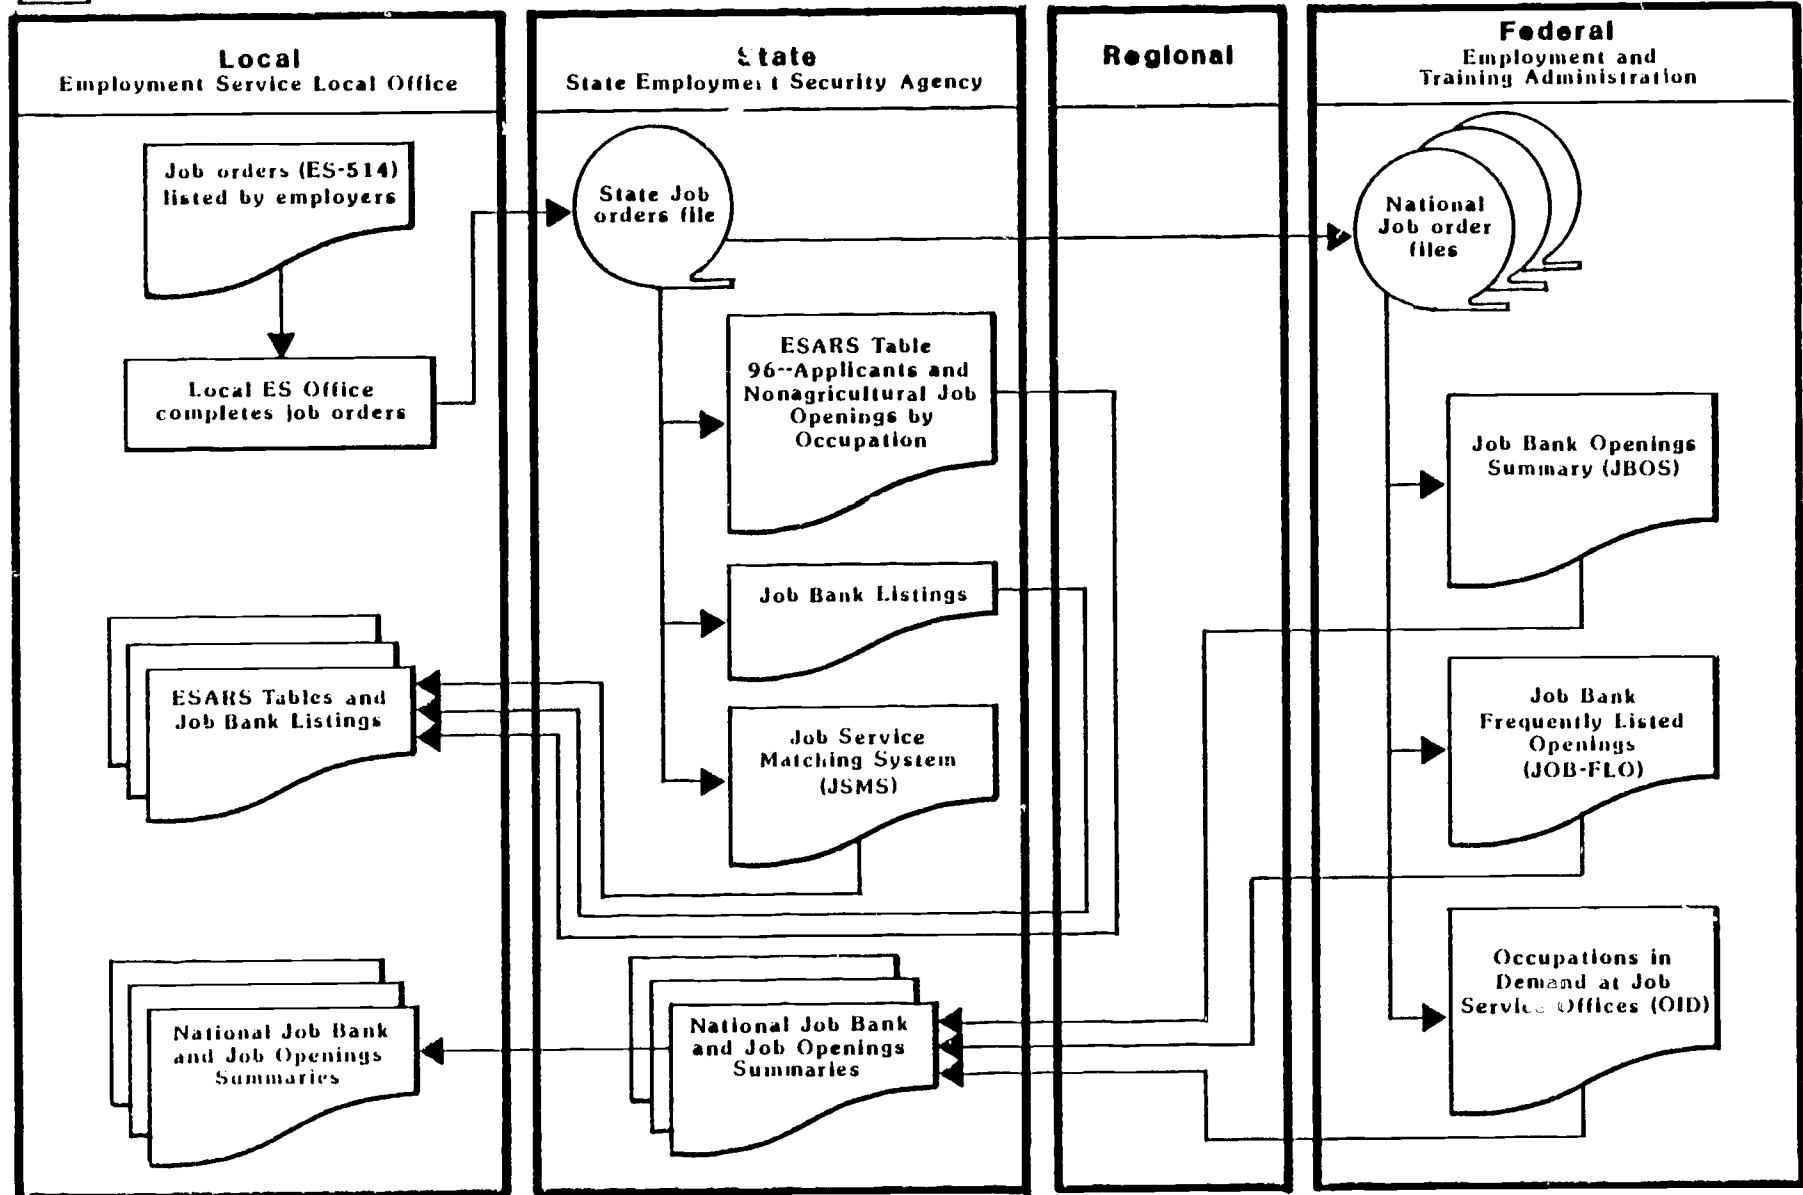 Local
Employment Service Local Office
Job orders (ES-514)
listed by employers
Local ES Office
completes job orders
ESARS Tables and
Job Bank Listings
National Job Bank
and Job Openings
Summaries
State
State Employment Security Agency
State Job
orders file
ESARS Table
96--Applicants and
Nonagricultural Job
Openings by
Occupation
Job Bank Listings
Job Service
Matching System
(JSMS)
National Job Bank
and Job Openings
Summaries
Regional
Federal
Employment and
Training Administration
National
Job order
files
Job Bank Openings
Summary (JBOS)
Job Bank
Frequently Listed
Openings
(JOB-FLO)
Occupations in
Demand at Job
Service Offices (OID)